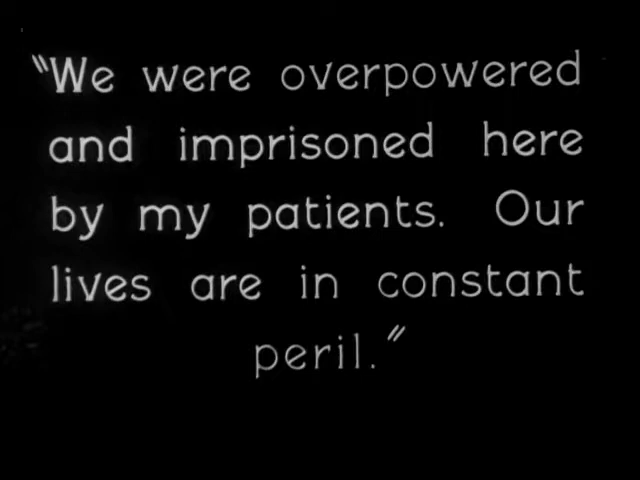 "We were overpowered
and imprisoned here
by my patients. Our
lives are in constant
peril."